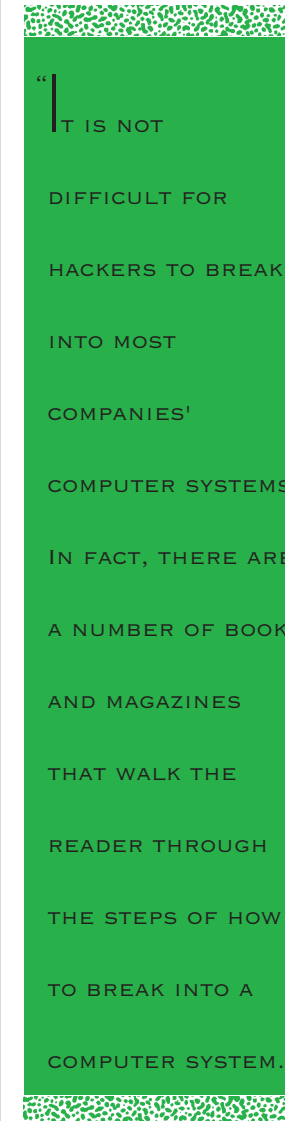 “It is not
difficult for
hackers to break
into most
companies'
computer systems
In fact, there are
a number of book
and magazines
that walk the
reader through
the steps of how
to break into a
computer system.